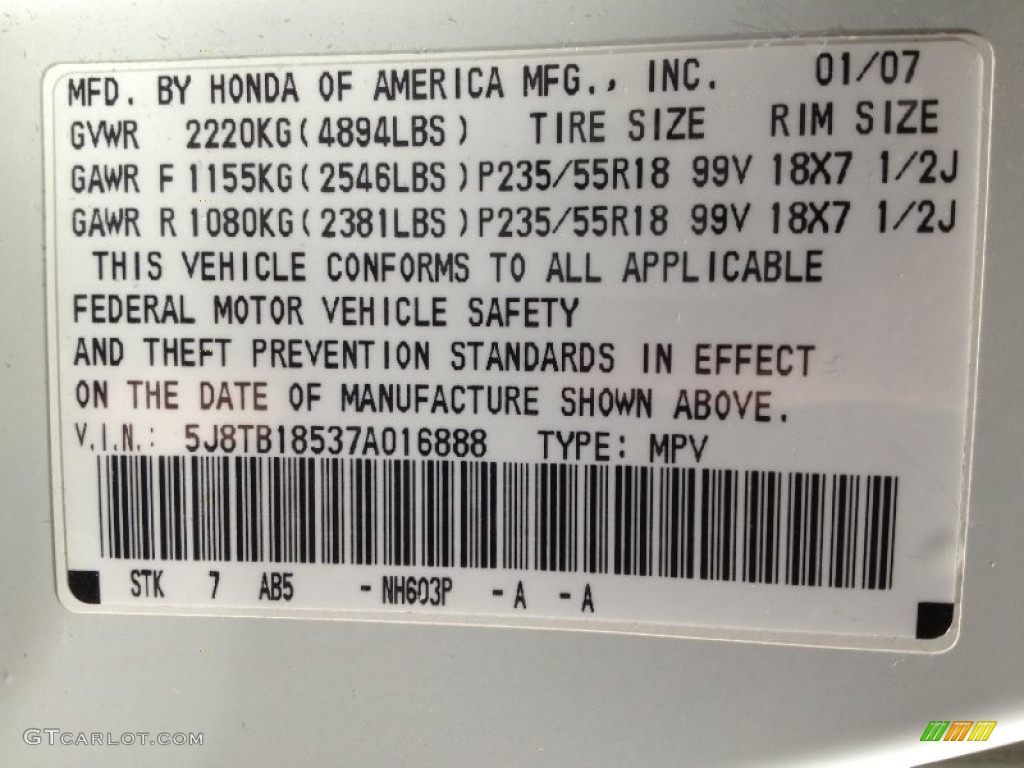 MFD. BY HONDA OF AMERICA MFG., INC. 01/07
GVWR 2220KG(4894LBS) TIRE SIZE RIM SIZE
GAWR F 1155KG(2546LBS) P235/55R18 99V 18X7 1/2J
GAWR R 1080KG(2381LBS) P235/55R18 99V 18X7 1/2J
THIS VEHICLE CONFORMS TO ALL APPLICABLE
FEDERAL MOTOR VEHICLE SAFETY
AND THEFT PREVENTION STANDARDS IN EFFECT
ON THE DATE OF MANUFACTURE SHOWN ABOVE.
V.I.N.: 5J8TB18537A016888 TYPE: MPV
STK 7 AB5 -NH603P -A -A
GTCARLOT.COM